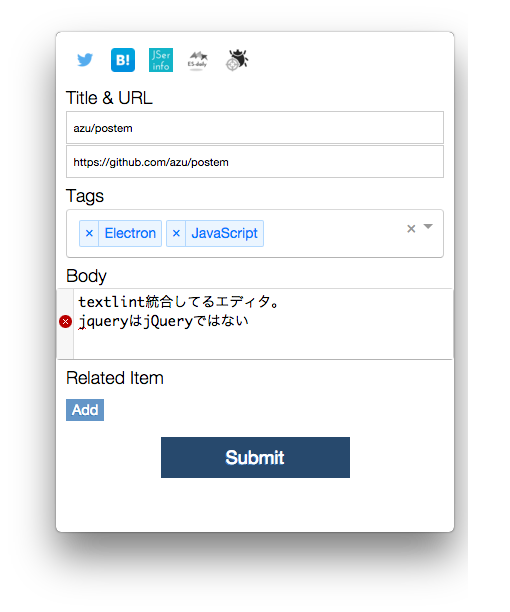 B!
JSer
info
ES-daily
Title & URL
azu/postem
https://github.com/azu/postem
Tags
× Electron × JavaScript ×
Body
textlint統合してるエディタ。
jqueryはjQueryではない
Related Item
Add
Submit